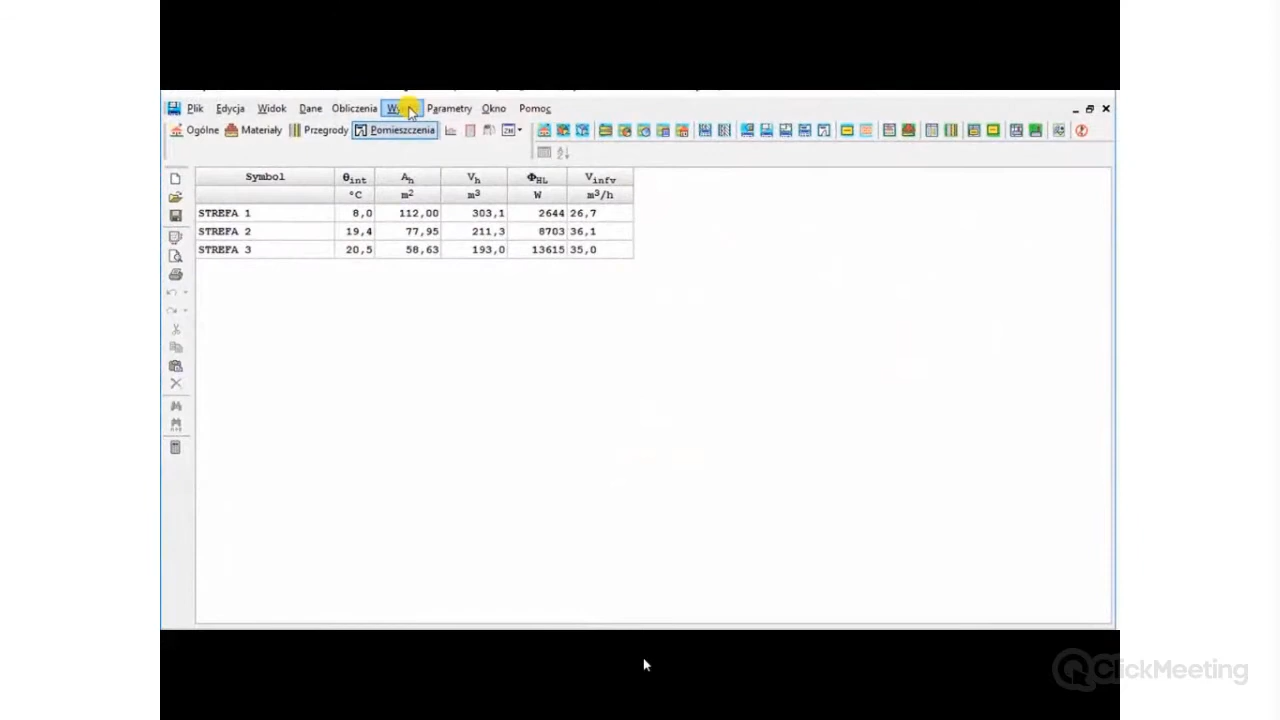 Plik Edycja Widok Dane Obliczenia Parametry Okno Pomoc
Ogólne Materiały Przegrody Pomieszczenia
Symbol θint Ah Vh ΦHL Vinfv
°C m² m³ W m³/h
STREFA 1 8,0 112,00 303,1 2644 26,7
STREFA 2 19,4 77,95 211,3 8703 36,1
STREFA 3 20,5 58,63 193,0 13615 35,0
ClickMeeting